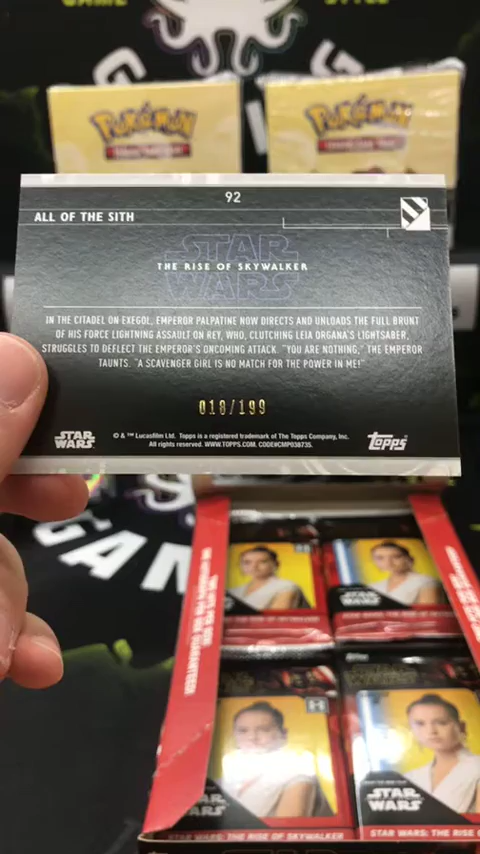 GAME
STYLE
POKÉMON
POKÉMON
92
ALL OF THE SITH
STAR
THE RISE OF SKYWALKER
WARS
IN THE CITADEL ON EXEGOL, EMPEROR PALPATINE NOW DIRECTS AND UNLOADS THE FULL BRUNT
OF HIS FORCE LIGHTNING ASSAULT ON REY, WHO, CLUTCHING LEIA ORGANA'S LIGHTSABER,
STRUGGLES TO DEFLECT THE EMPEROR'S ONCOMING ATTACK. "YOU ARE NOTHING," THE EMPEROR
TAUNTS. "A SCAVENGER GIRL IS NO MATCH FOR THE POWER IN ME!"
018/199
STAR
WARS
© & ™ Lucasfilm Ltd. Topps is a registered trademark of The Topps Company, Inc.
All rights reserved. WWW.TOPPS.COM. CODE#CMP038735.
topps
GAM
STAR
WARS
STAR
WARS
STAR WARS: THE RISE OF SKYWALKER
STAR WARS: THE RISE